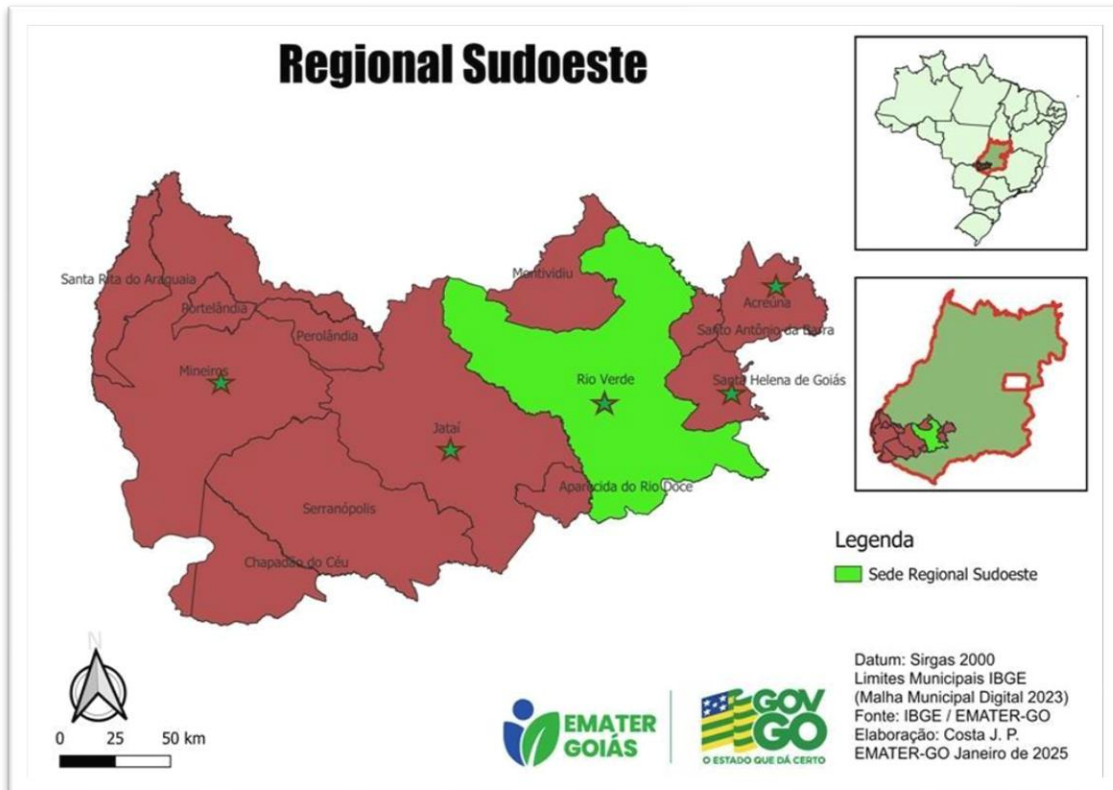 Regional Sudoeste
Montividiu
Santa Rita do Araguaia
Acreúna
Portelândia
Santo Antônio da Barra
Perolândia
Mineiros
Rio Verde
Santa Helena de Goiás
Jataí
Aparecida do Rio Doce
Serranópolis
Chapadão do Céu
Legenda
Sede Regional Sudoeste
N
0 25 50 km
EMATER
GOIÁS
GOV
GO
O ESTADO QUE DÁ CERTO
Datum: Sirgas 2000
Limites Municipais IBGE
(Malha Municipal Digital 2023)
Fonte: IBGE / EMATER-GO
Elaboração: Costa J. P.
EMATER-GO Janeiro de 2025